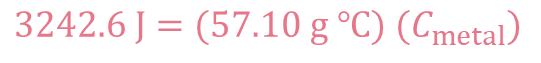 3242.6 J = (57.10 g °C) (C_metal)